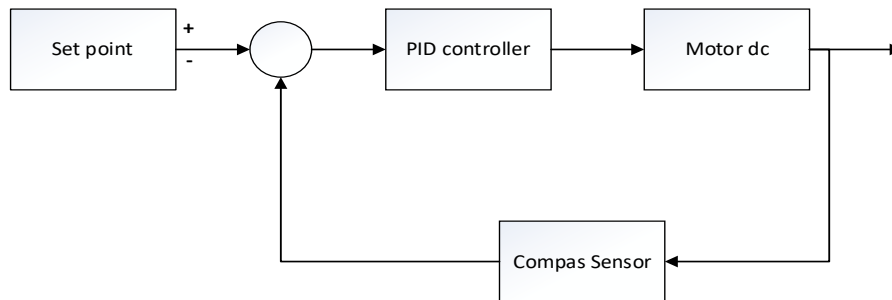 +
Set point
PID controller
Motor dc
-
Compas Sensor